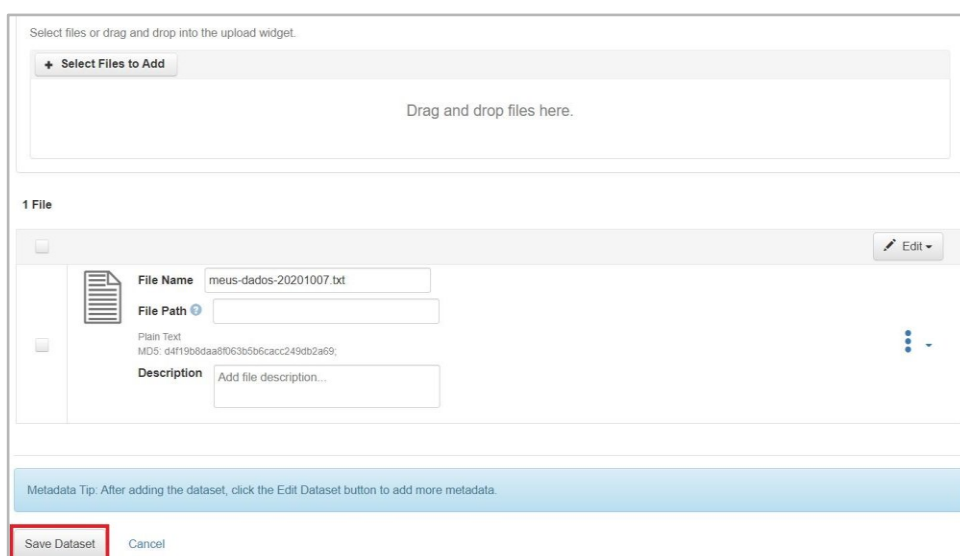 Select files or drag and drop into the upload widget.
+ Select Files to Add
Drag and drop files here.
1 File
Edit
File Name meus-dados-20201007.txt
File Path ?
Plain Text
MD5: d4f19b8daa8f063b5b6cacc249db2a69;
Description Add file description...
Metadata Tip: After adding the dataset, click the Edit Dataset button to add more metadata.
Save Dataset Cancel